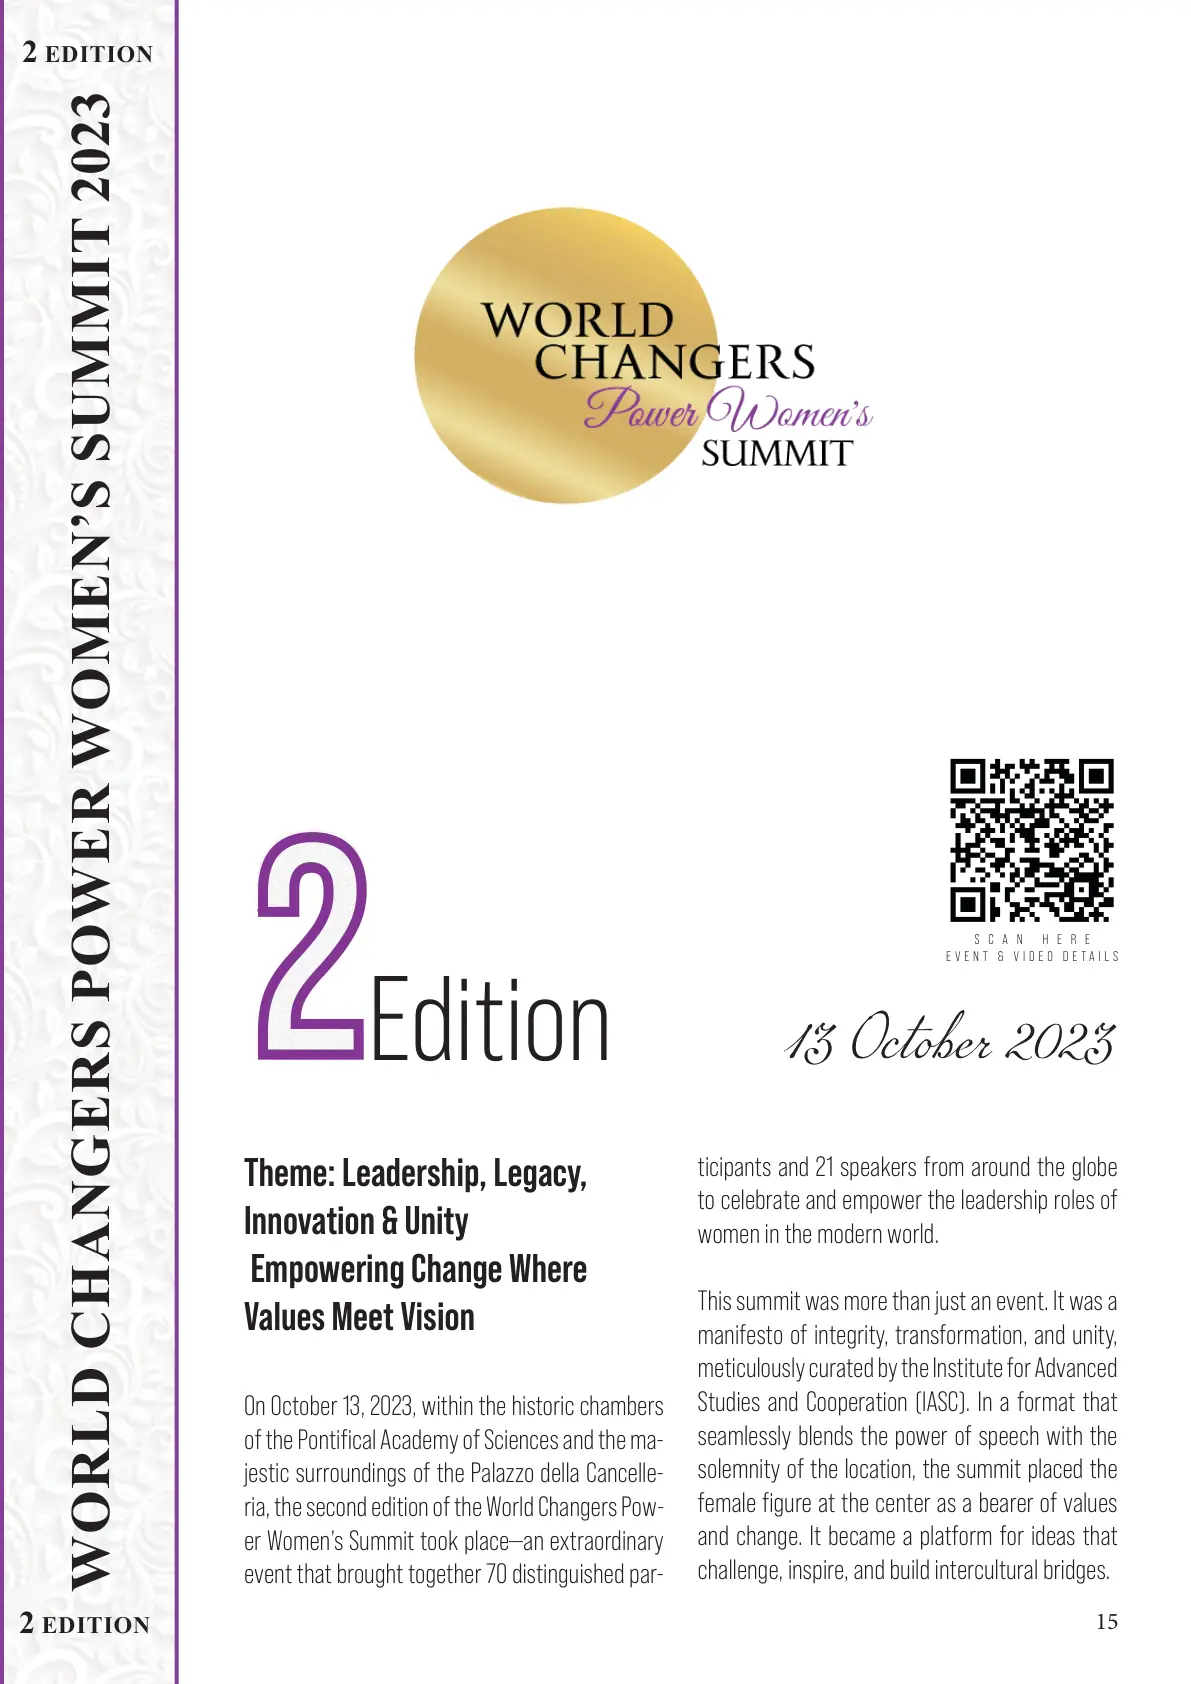 2 EDITION
WORLD CHANGERS POWER WOMEN’S SUMMIT 2023
2 EDITION
WORLD
CHANGERS
Power Women's
SUMMIT
SCAN HERE
EVENT & VIDEO DETAILS
2 Edition
13 October 2023
Theme: Leadership, Legacy,
Innovation & Unity
Empowering Change Where
Values Meet Vision
On October 13, 2023, within the historic chambers
of the Pontifical Academy of Sciences and the ma-
jestic surroundings of the Palazzo della Cancelle-
ria, the second edition of the World Changers Pow-
er Women’s Summit took place—an extraordinary
event that brought together 70 distinguished par-
ticipants and 21 speakers from around the globe
to celebrate and empower the leadership roles of
women in the modern world.
This summit was more than just an event. It was a
manifesto of integrity, transformation, and unity,
meticulously curated by the Institute for Advanced
Studies and Cooperation (IASC). In a format that
seamlessly blends the power of speech with the
solemnity of the location, the summit placed the
female figure at the center as a bearer of values
and change. It became a platform for ideas that
challenge, inspire, and build intercultural bridges.
15